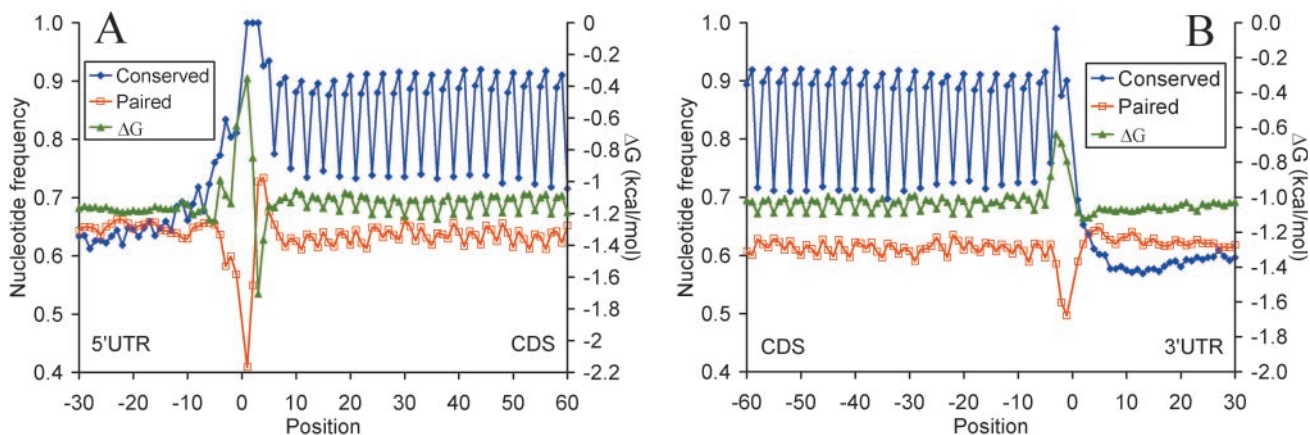 A
Nucleotide frequency
1.0
0.9
0.8
0.7
0.6
0.5
0.4
Conserved
Paired
ΔG
5'UTR
CDS
-30 -20 -10 0 10 20 30 40 50 60
Position
0
-0.2
-0.4
-0.6
-0.8
-1
-1.2
-1.4
-1.6
-1.8
-2
-2.2
ΔG (kcal/mol)
B
Nucleotide frequency
1.0
0.9
0.8
0.7
0.6
0.5
0.4
Conserved
Paired
ΔG
CDS
3'UTR
-60 -50 -40 -30 -20 -10 0 10 20 30
Position
0.0
-0.2
-0.4
-0.6
-0.8
-1.0
-1.2
-1.4
-1.6
-1.8
-2.0
ΔG (kcal/mol)